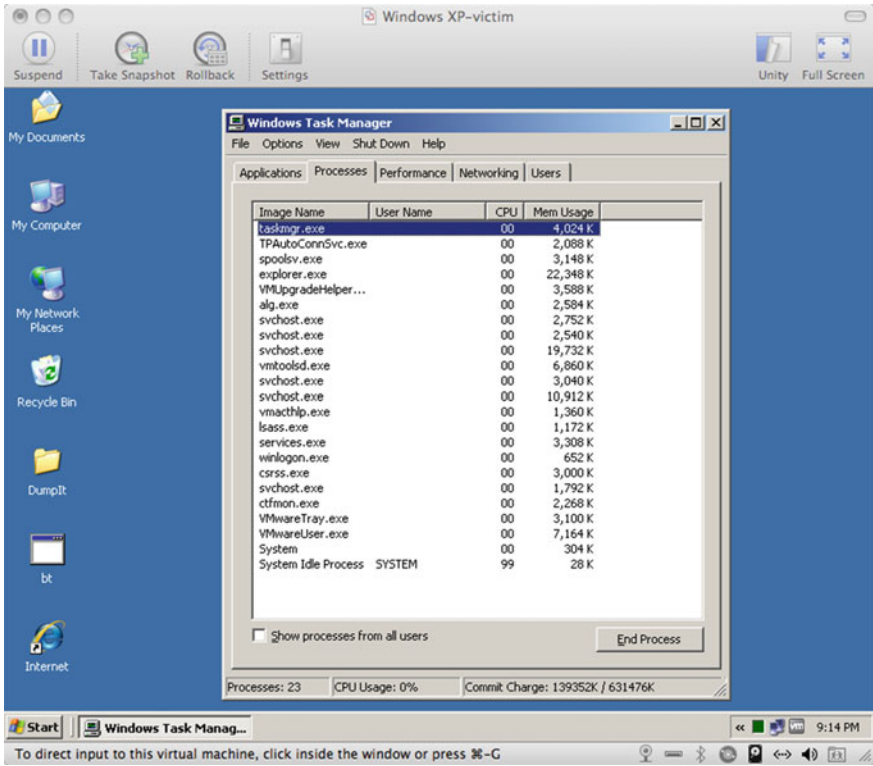 Windows XP-victim
Suspend Take Snapshot Rollback Settings Unity Full Screen
My Documents
My Computer
My Network
Places
Recycle Bin
DumpIt
bt
Internet
Windows Task Manager
File Options View Shut Down Help
Applications Processes Performance Networking Users
Image Name User Name CPU Mem Usage
taskmgr.exe 00 4,024 K
TPAutoConnSvc.exe 00 2,088 K
spoolsv.exe 00 3,148 K
explorer.exe 00 22,348 K
VMUpgradeHelper... 00 3,588 K
alg.exe 00 2,584 K
svchost.exe 00 2,752 K
svchost.exe 00 2,540 K
svchost.exe 00 19,732 K
vmtoolsd.exe 00 6,860 K
svchost.exe 00 3,040 K
svchost.exe 00 10,912 K
vmacthlp.exe 00 1,360 K
lsass.exe 00 1,172 K
services.exe 00 3,308 K
winlogon.exe 00 652 K
csrss.exe 00 3,000 K
svchost.exe 00 1,792 K
ctfmon.exe 00 2,268 K
VMwareTray.exe 00 3,100 K
VMwareUser.exe 00 7,164 K
System 00 304 K
System Idle Process SYSTEM 99 28 K
Show processes from all users End Process
Processes: 23 CPU Usage: 0% Commit Charge: 139352K / 631476K
Start Windows Task Manag... « vm 9:14 PM
To direct input to this virtual machine, click inside the window or press ⌘-G